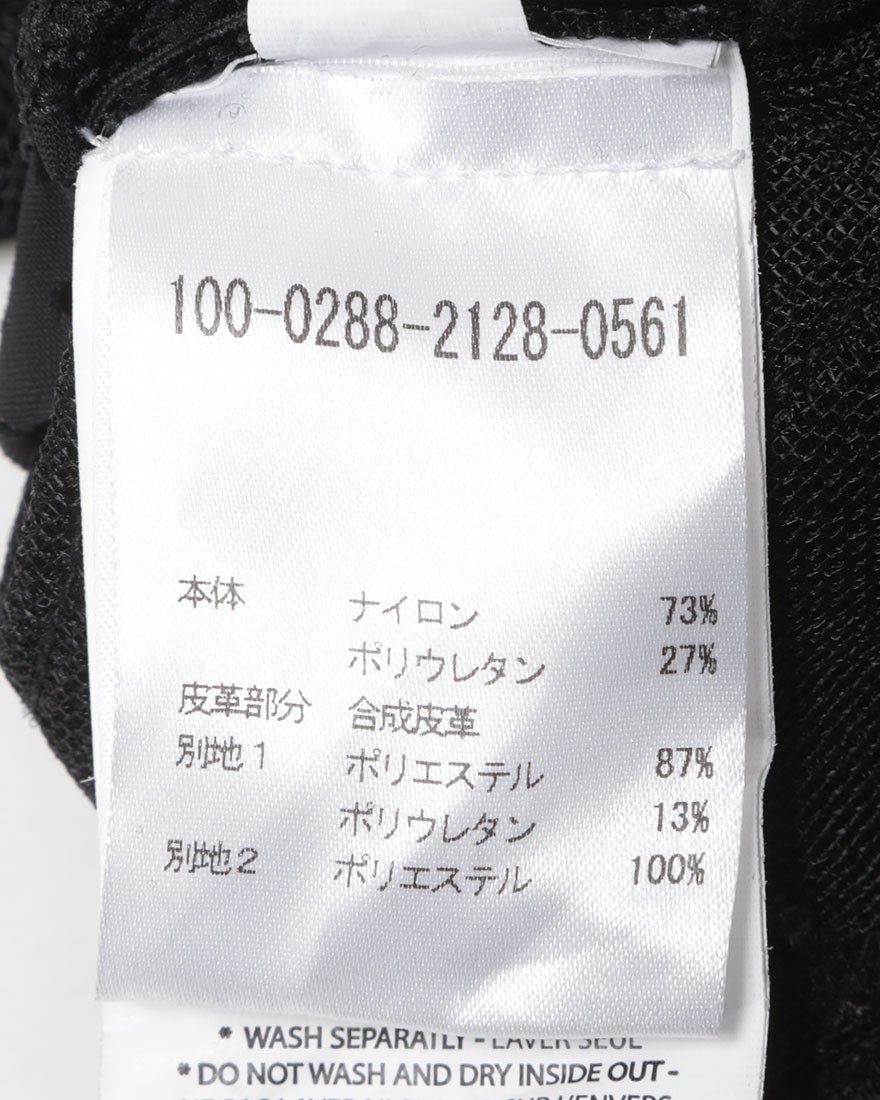 100-0288-2128-0561
本体 ナイロン 73%
ポリウレタン 27%
皮革部分 合成皮革
別地1 ポリエステル 87%
ポリウレタン 13%
別地2 ポリエステル 100%
* WASH SEPARATLY - LAVER SEUL
* DO NOT WASH AND DRY INSIDE OUT -